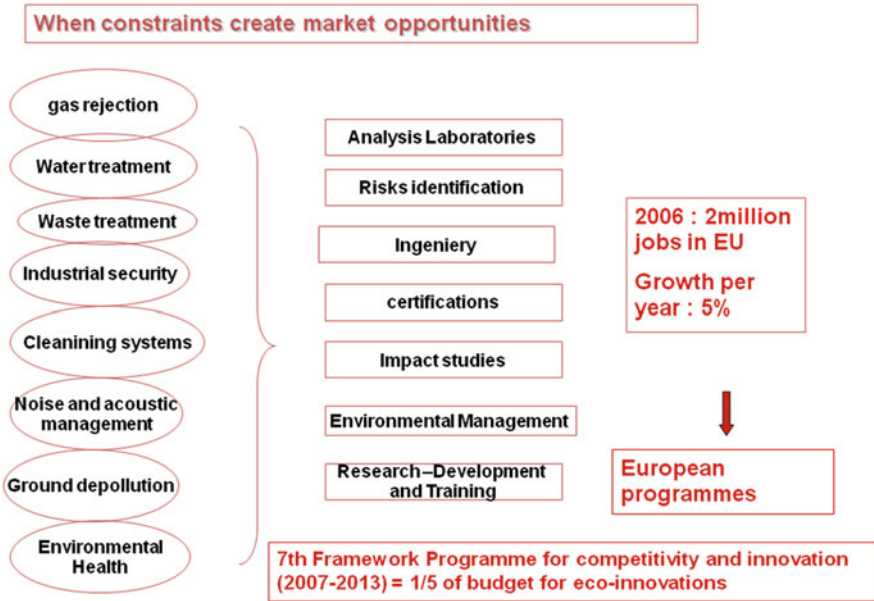 When constraints create market opportunities
gas rejection
Water treatment
Waste treatment
Industrial security
Cleanining systems
Noise and acoustic
management
Ground depollution
Environmental
Health
Analysis Laboratories
Risks identification
Ingeniery
certifications
Impact studies
Environmental Management
Research–Development
and Training
2006 : 2million
jobs in EU
Growth per
year : 5%
European
programmes
7th Framework Programme for competitivity and innovation
(2007-2013) = 1/5 of budget for eco-innovations